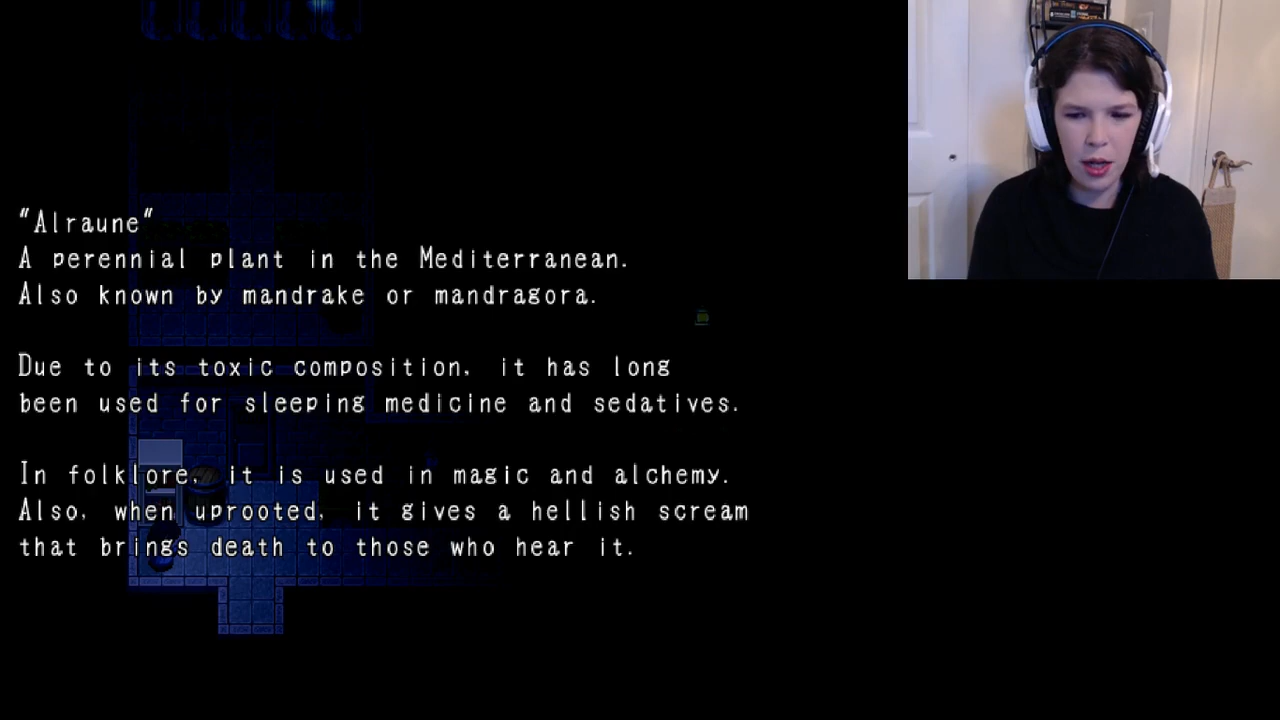 "Alraune"
A perennial plant in the Mediterranean.
Also known by mandrake or mandragora.
Due to its toxic composition, it has long
been used for sleeping medicine and sedatives.
In folklore, it is used in magic and alchemy.
Also, when uprooted, it gives a hellish scream
that brings death to those who hear it.